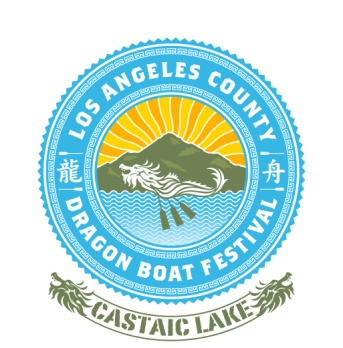 LOS ANGELES COUNTY
龍 舟
DRAGON BOAT FESTIVAL
CASTAIC LAKE